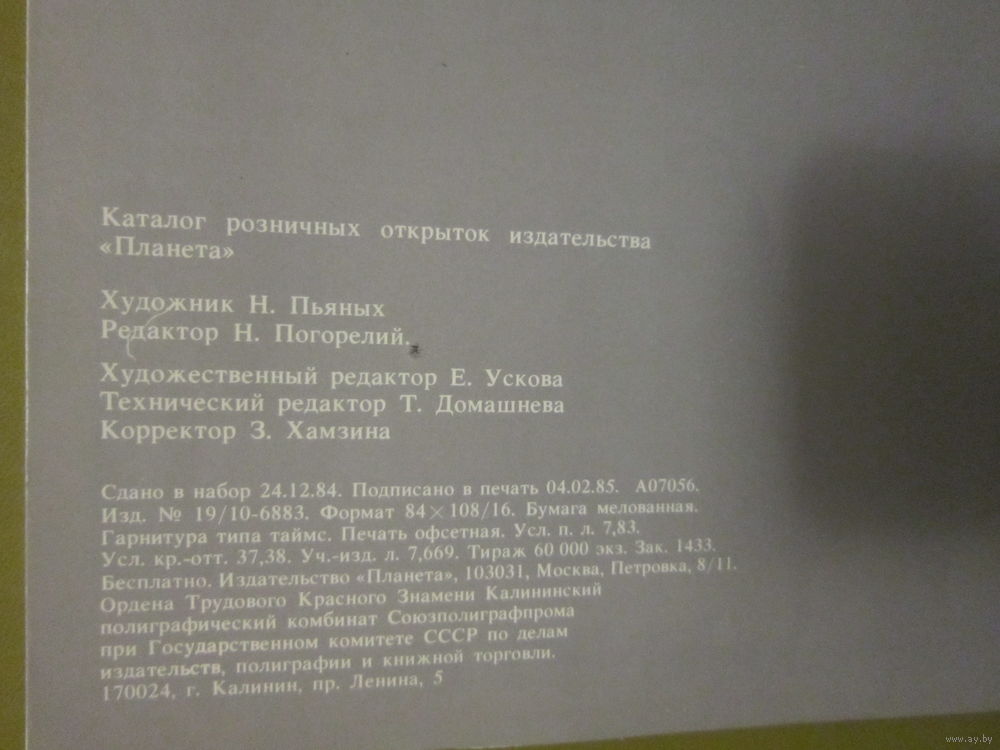 Каталог розничных открыток издательства
«Планета»
Художник Н. Пьяных
Редактор Н. Погорелий.
Художественный редактор Е. Ускова
Технический редактор Т. Домашнева
Корректор З. Хамзина
Сдано в набор 24.12.84. Подписано в печать 04.02.85. А07056.
Изд. № 19/10-6883. Формат 84×108/16. Бумага мелованная.
Гарнитура типа таймс. Печать офсетная. Усл. п. л. 7,83.
Усл. кр.-отт. 37,38. Уч.-изд. л. 7,669. Тираж 60 000 экз. Зак. 1433.
Бесплатно. Издательство «Планета», 103031, Москва, Петровка, 8/11.
Ордена Трудового Красного Знамени Калининский
полиграфический комбинат Союзполиграфпрома
при Государственном комитете СССР по делам
издательств, полиграфии и книжной торговли.
170024, г. Калинин, пр. Ленина, 5
www.ay.by